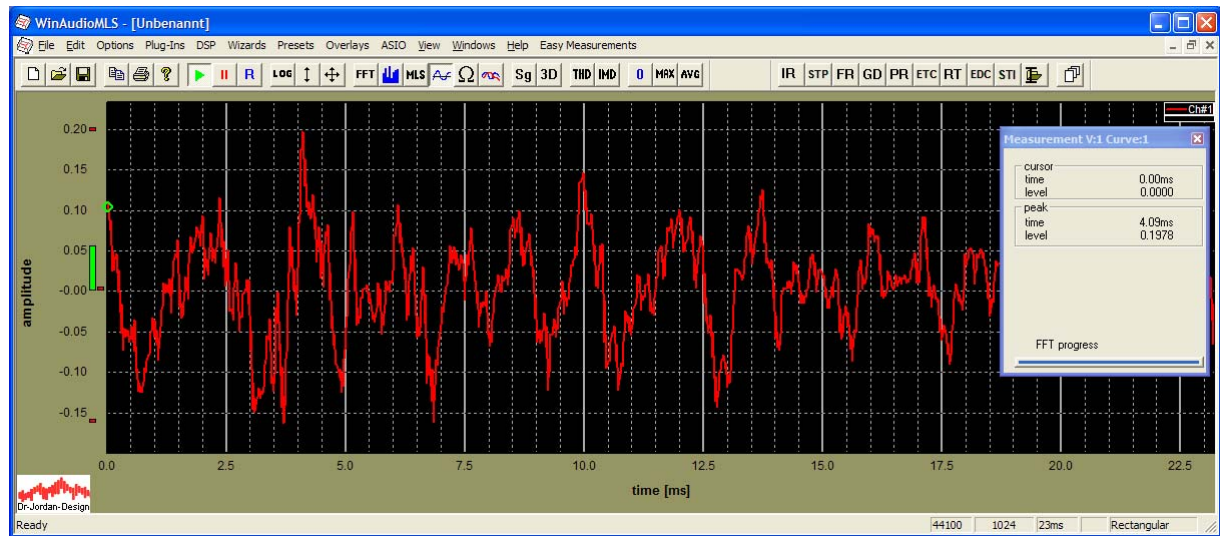 WinAudioMLS - [Unbenannt]
File Edit Options Plug-Ins DSP Wizards Presets Overlays ASIO View Windows Help Easy Measurements
R LOG FFT MLS Ω Sg 3D THD IMD 0 MAX AVG IR STP FR GD PR ETC RT EDC STI
Ch#1
Measurement V:1 Curve:1
cursor
time 0.00ms
level 0.0000
peak
time 4.09ms
level 0.1978
FFT progress
0.20
0.15
0.10
0.05
-0.00
-0.05
-0.10
-0.15
amplitude
0.0 2.5 5.0 7.5 10.0 12.5 15.0 17.5 20.0 22.5
time [ms]
Dr-Jordan-Design
Ready 44100 1024 23ms Rectangular